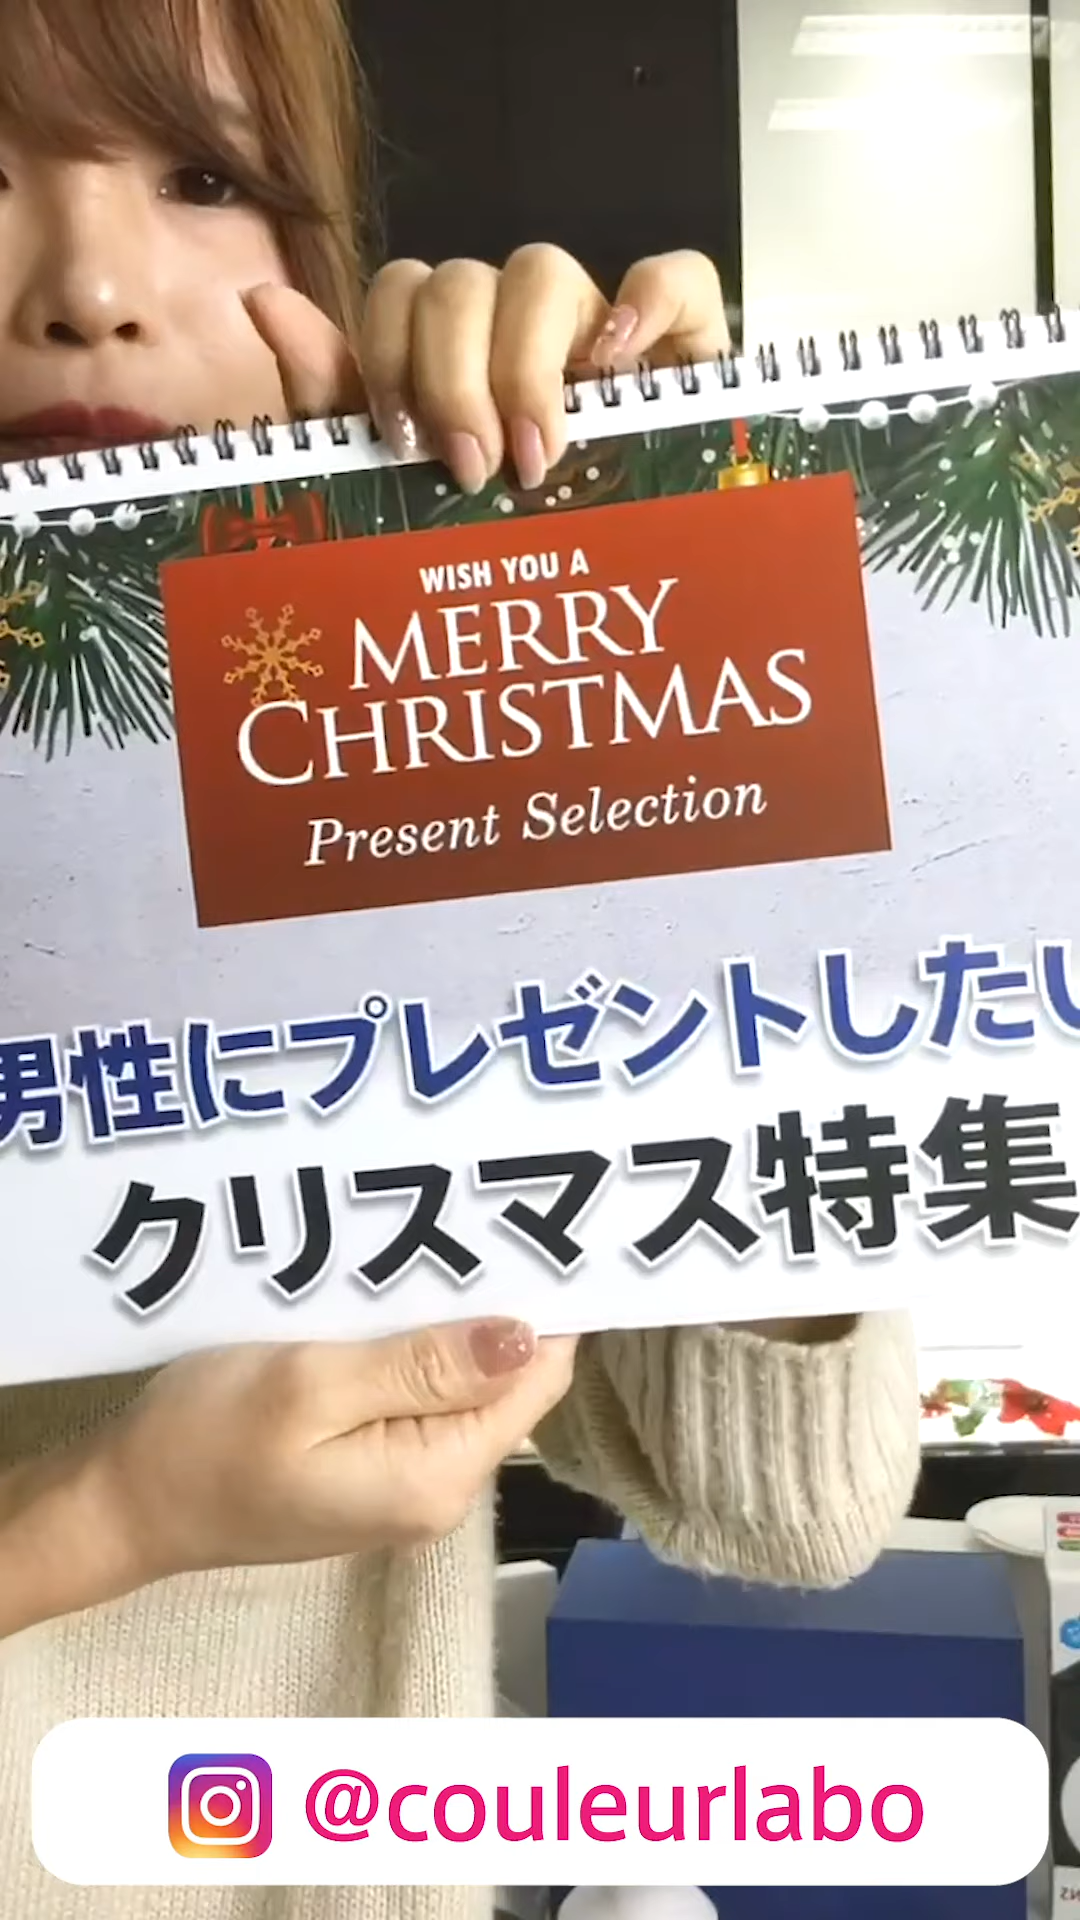 WISH YOU A
MERRY
CHRISTMAS
Present Selection
男性にプレゼントしたい
クリスマス特集
@couleurlabo